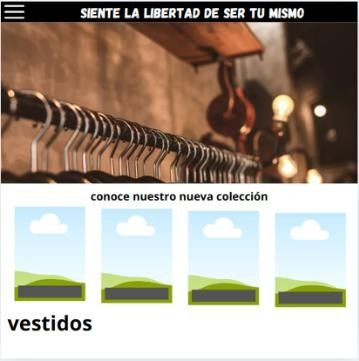 SIENTE LA LIBERTAD DE SER TU MISMO
conoce nuestro nueva colección
vestidos